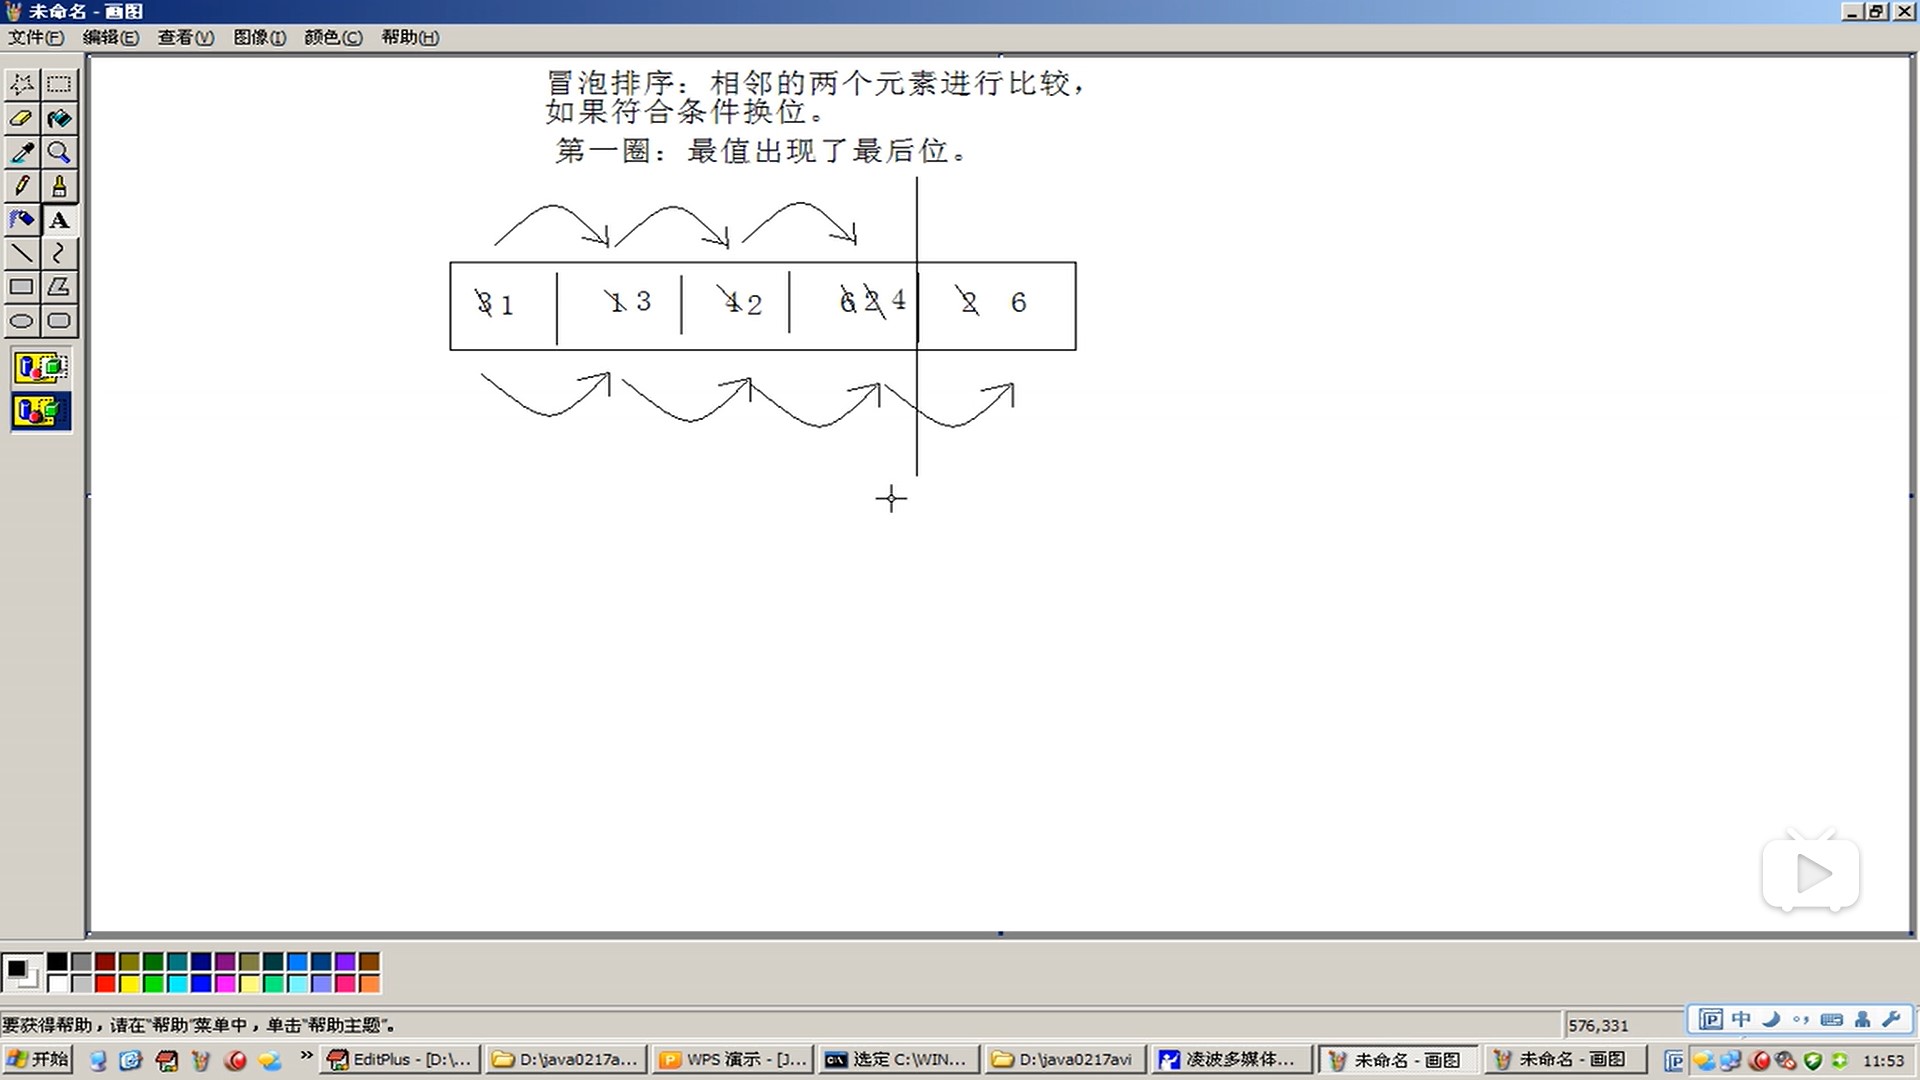 未命名 - 画图
文件(F) 编辑(E) 查看(V) 图像(I) 颜色(C) 帮助(H)
冒泡排序：相邻的两个元素进行比较，
如果符合条件换位。
第一圈：最值出现了最后位。
3 1 1 3 4 2 6 2 4 2 6
A
要获得帮助，请在“帮助”菜单中，单击“帮助主题”。
576,331
中
开始
EditPlus - [D:\...
D:\java0217a...
WPS 演示 - [J...
选定 C:\WIN...
D:\java0217avi
凌波多媒体...
未命名 - 画图
未命名 - 画图
11:53